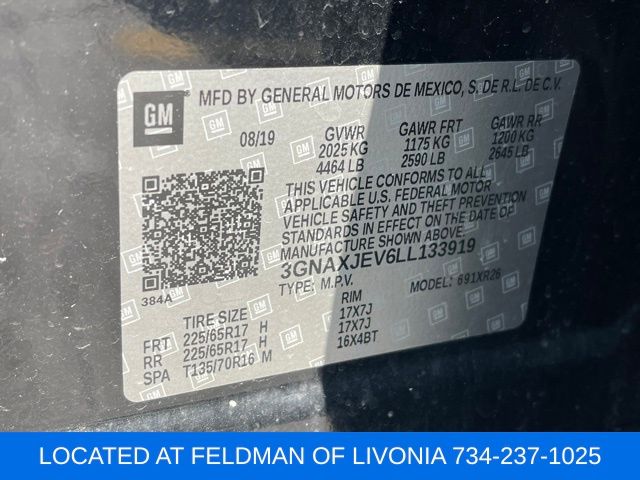 GM
MFD BY GENERAL MOTORS DE MEXICO, S. DE R.L. DE C.V.
08/19 GVWR GAWR FRT GAWR RR
2025 KG 1175 KG 1200 KG
4464 LB 2590 LB 2645 LB
THIS VEHICLE CONFORMS TO ALL
APPLICABLE U.S. FEDERAL MOTOR
VEHICLE SAFETY AND THEFT PREVENTION
STANDARDS IN EFFECT ON THE DATE OF
MANUFACTURE SHOWN ABOVE.
3GNAXJEV6LL133919
384A
TYPE: M.P.V. MODEL: 691XR26
TIRE SIZE RIM
FRT 225/65R17 H 17X7J
RR 225/65R17 H 17X7J
SPA T135/70R16 M 16X4BT
LOCATED AT FELDMAN OF LIVONIA 734-237-1025